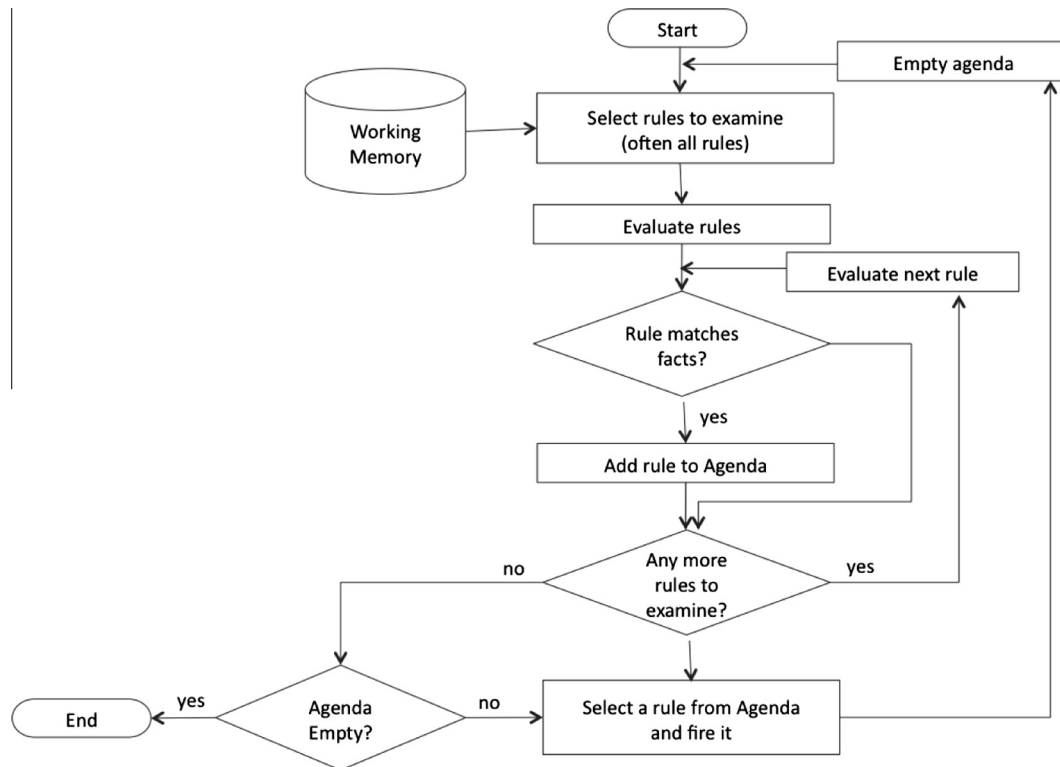 Start
Empty agenda
Working
Memory
Select rules to examine
(often all rules)
Evaluate rules
Evaluate next rule
Rule matches
facts?
yes
Add rule to Agenda
Any more
rules to
examine?
no
yes
Agenda
Empty?
yes
no
End
Select a rule from Agenda
and fire it